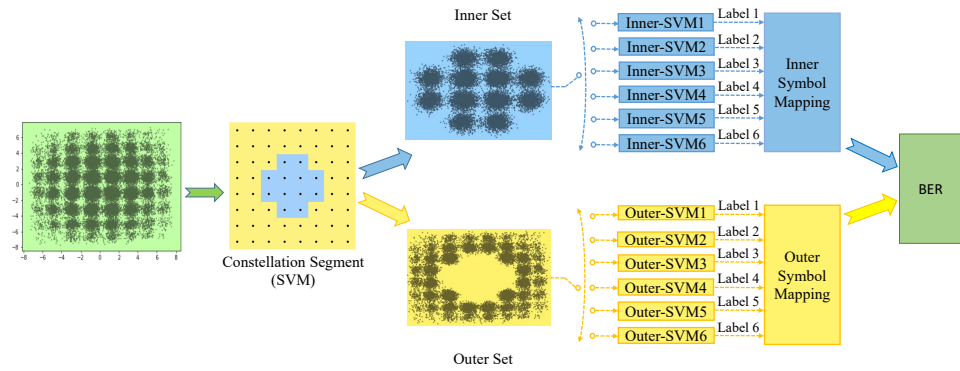 Inner Set
Inner-SVM1
Label 1
Inner-SVM2
Label 2
Inner-SVM3
Label 3
Inner-SVM4
Label 4
Inner-SVM5
Label 5
Inner-SVM6
Label 6
Inner
Symbol
Mapping
6
4
2
0
−2
−4
−6
−8
−8 −6 −4 −2 0 2 4 6 8
Constellation Segment
(SVM)
Outer Set
Outer-SVM1
Label 1
Outer-SVM2
Label 2
Outer-SVM3
Label 3
Outer-SVM4
Label 4
Outer-SVM5
Label 5
Outer-SVM6
Label 6
Outer
Symbol
Mapping
BER